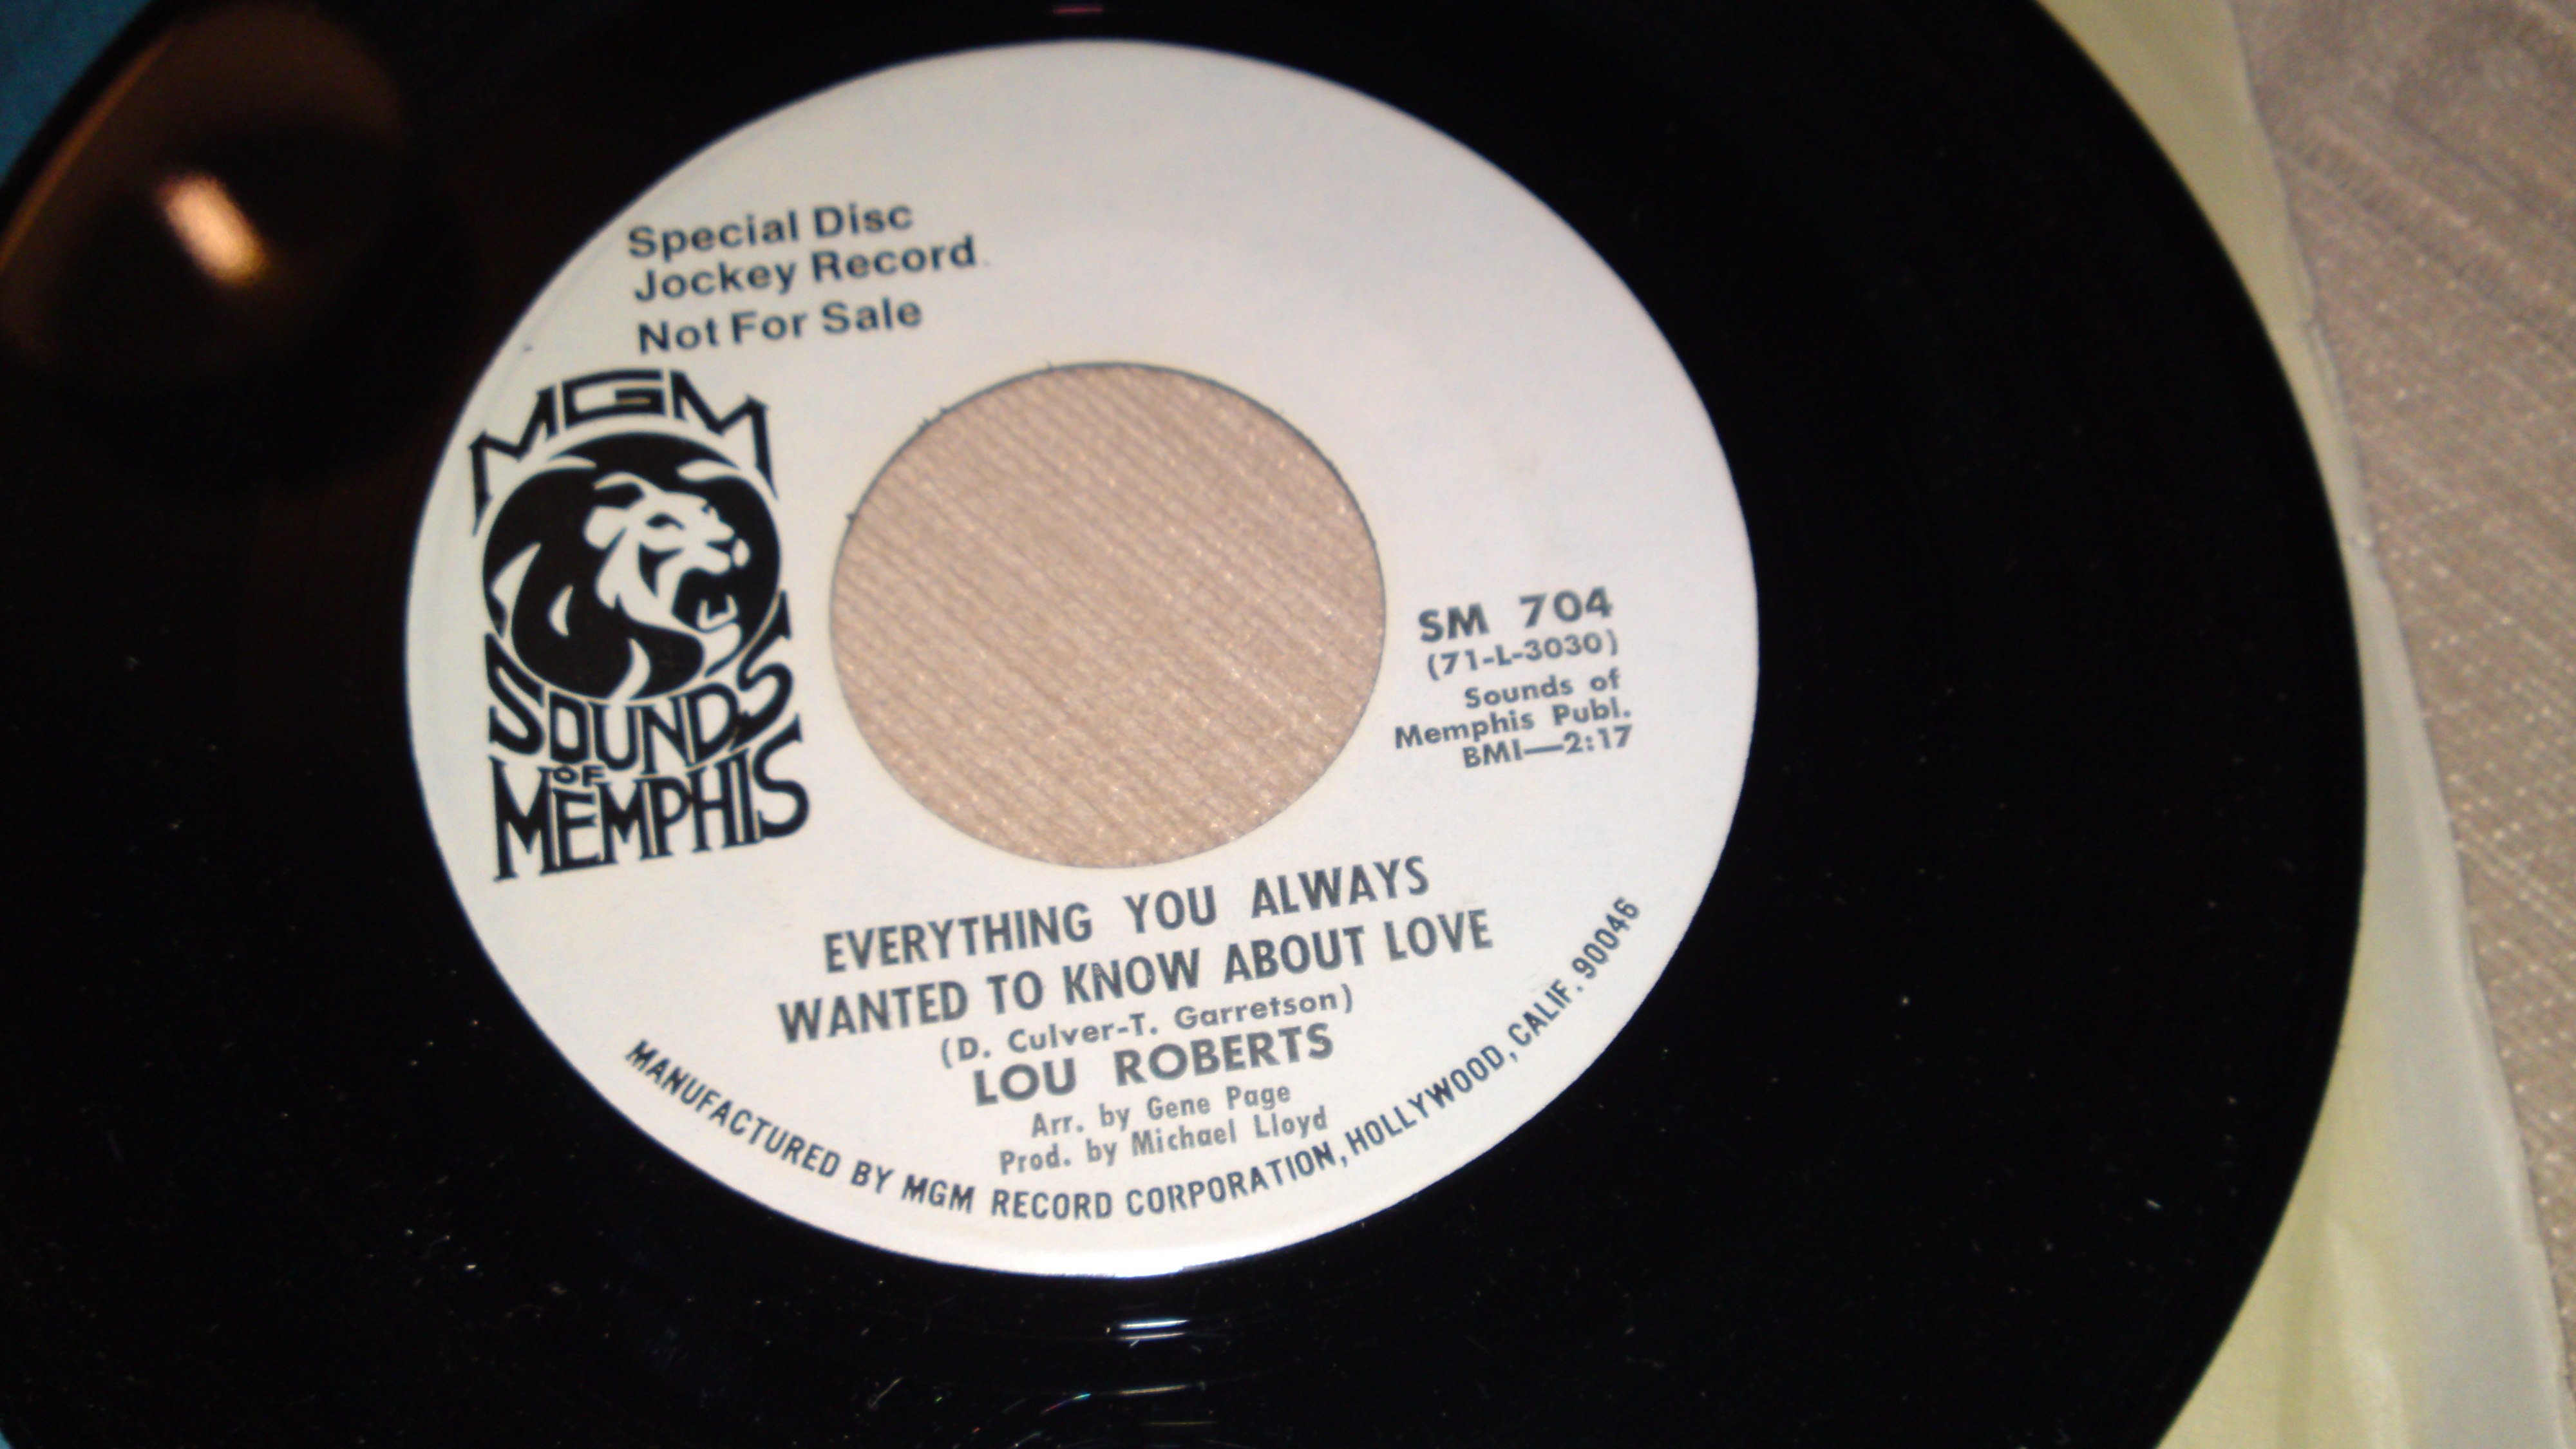 Special Disc
Jockey Record
Not For Sale
MGM
SOUNDS
OF
MEMPHIS
SM 704
(71-L-3030)
Sounds of
Memphis Publ.
BMI—2:17
EVERYTHING YOU ALWAYS
WANTED TO KNOW ABOUT LOVE
(D. Culver-T. Garretson)
LOU ROBERTS
Arr. by Gene Page
Prod. by Michael Lloyd
MANUFACTURED BY MGM RECORD CORPORATION, HOLLYWOOD, CALIF. 90046